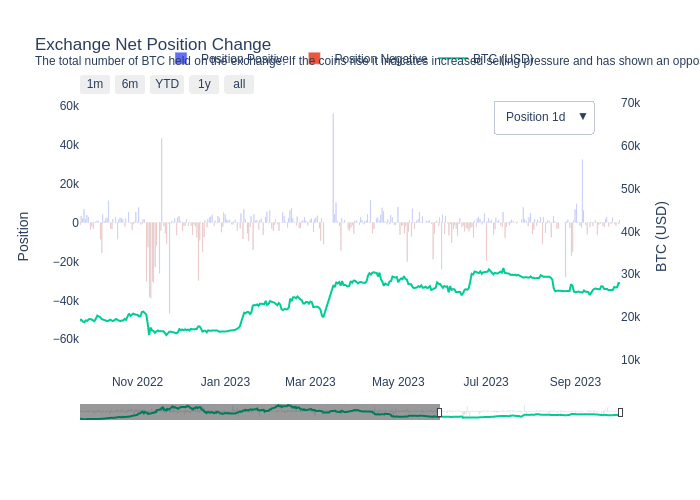 Exchange Net Position Change
Position Positive Position Negative BTC (USD)
The total number of BTC held on the exchange. If the coins rise it indicates increased selling pressure and has shown an oppo
1m 6m YTD 1y all
Position 1d ▼
60k
40k
20k
0
−20k
−40k
−60k
Position
70k
60k
50k
40k
30k
20k
10k
BTC (USD)
Nov 2022 Jan 2023 Mar 2023 May 2023 Jul 2023 Sep 2023